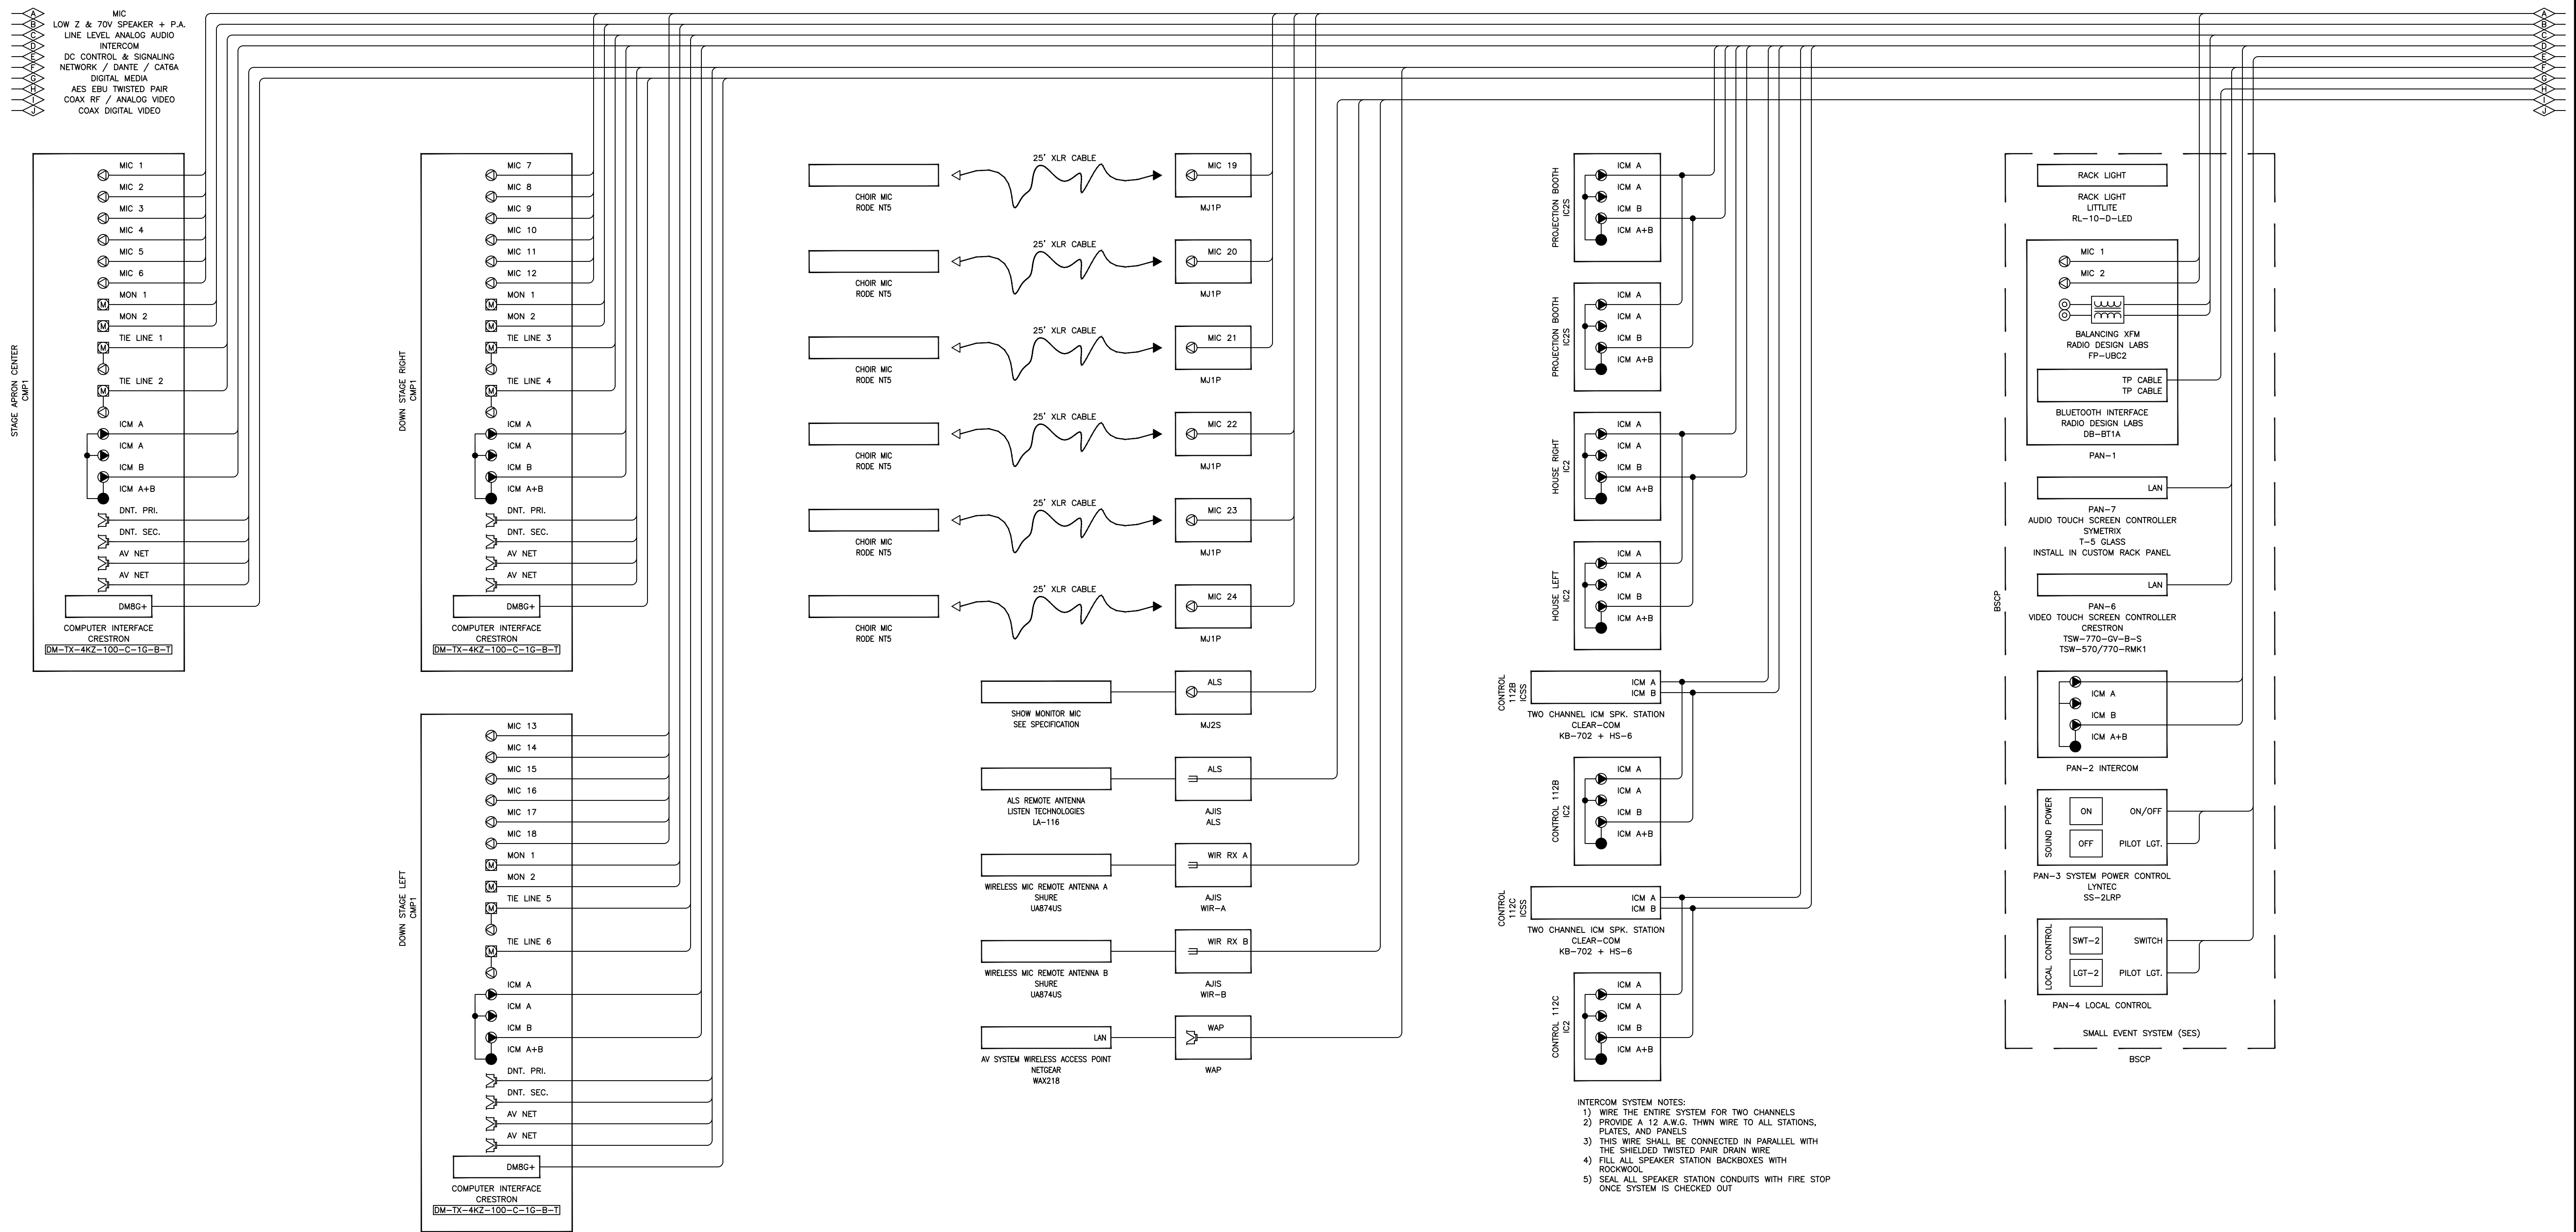 A
MIC
B
LOW Z & 70V SPEAKER + P.A.
C
LINE LEVEL ANALOG AUDIO
D
INTERCOM
E
DC CONTROL & SIGNALING
F
NETWORK / DANTE / CAT6A
G
DIGITAL MEDIA
H
AES EBU TWISTED PAIR
I
COAX RF / ANALOG VIDEO
J
COAX DIGITAL VIDEO
A
B
C
D
E
F
G
H
I
J
STAGE APRON CENTER
CMP1
MIC 1
MIC 2
MIC 3
MIC 4
MIC 5
MIC 6
MON 1
M
MON 2
M
TIE LINE 1
M
TIE LINE 2
M
ICM A
ICM A
ICM B
ICM A+B
DNT. PRI.
DNT. SEC.
AV NET
AV NET
DM8G+
COMPUTER INTERFACE
CRESTRON
DM-TX-4KZ-100-C-1G-B-T
DOWN STAGE RIGHT
CMP1
MIC 7
MIC 8
MIC 9
MIC 10
MIC 11
MIC 12
MON 1
M
MON 2
M
TIE LINE 3
M
TIE LINE 4
M
ICM A
ICM A
ICM B
ICM A+B
DNT. PRI.
DNT. SEC.
AV NET
AV NET
DM8G+
COMPUTER INTERFACE
CRESTRON
DM-TX-4KZ-100-C-1G-B-T
DOWN STAGE LEFT
CMP1
MIC 13
MIC 14
MIC 15
MIC 16
MIC 17
MIC 18
MON 1
M
MON 2
M
TIE LINE 5
M
TIE LINE 6
M
ICM A
ICM A
ICM B
ICM A+B
DNT. PRI.
DNT. SEC.
AV NET
AV NET
DM8G+
COMPUTER INTERFACE
CRESTRON
DM-TX-4KZ-100-C-1G-B-T
25' XLR CABLE
MIC 19
CHOIR MIC
RODE NT5
MJ1P
25' XLR CABLE
MIC 20
CHOIR MIC
RODE NT5
MJ1P
25' XLR CABLE
MIC 21
CHOIR MIC
RODE NT5
MJ1P
25' XLR CABLE
MIC 22
CHOIR MIC
RODE NT5
MJ1P
25' XLR CABLE
MIC 23
CHOIR MIC
RODE NT5
MJ1P
25' XLR CABLE
MIC 24
CHOIR MIC
RODE NT5
MJ1P
ALS
SHOW MONITOR MIC
SEE SPECIFICATION
MJ2S
ALS
ALS REMOTE ANTENNA
LISTEN TECHNOLOGIES
LA-116
AJIS
ALS
WIR RX A
WIRELESS MIC REMOTE ANTENNA A
SHURE
UA874US
AJIS
WIR-A
WIR RX B
WIRELESS MIC REMOTE ANTENNA B
SHURE
UA874US
AJIS
WIR-B
LAN
WAP
AV SYSTEM WIRELESS ACCESS POINT
NETGEAR
WAX218
WAP
PROJECTION BOOTH
IC2S
ICM A
ICM A
ICM B
ICM A+B
PROJECTION BOOTH
IC2S
ICM A
ICM A
ICM B
ICM A+B
HOUSE RIGHT
IC2
ICM A
ICM A
ICM B
ICM A+B
HOUSE LEFT
IC2
ICM A
ICM A
ICM B
ICM A+B
CONTROL
112B
ICSS
ICM A
ICM B
TWO CHANNEL ICM SPK. STATION
CLEAR-COM
KB-702 + HS-6
CONTROL 112B
IC2
ICM A
ICM A
ICM B
ICM A+B
CONTROL
112C
ICSS
ICM A
ICM B
TWO CHANNEL ICM SPK. STATION
CLEAR-COM
KB-702 + HS-6
CONTROL 112C
IC2
ICM A
ICM A
ICM B
ICM A+B
INTERCOM SYSTEM NOTES:
1) WIRE THE ENTIRE SYSTEM FOR TWO CHANNELS
2) PROVIDE A 12 A.W.G. THWN WIRE TO ALL STATIONS,
PLATES, AND PANELS
3) THIS WIRE SHALL BE CONNECTED IN PARALLEL WITH
THE SHIELDED TWISTED PAIR DRAIN WIRE
4) FILL ALL SPEAKER STATION BACKBOXES WITH
ROCKWOOL
5) SEAL ALL SPEAKER STATION CONDUITS WITH FIRE STOP
ONCE SYSTEM IS CHECKED OUT
BSCP
RACK LIGHT
RACK LIGHT
LITTLITE
RL-10-D-LED
MIC 1
MIC 2
BALANCING XFM
RADIO DESIGN LABS
FP-UBC2
TP CABLE
TP CABLE
BLUETOOTH INTERFACE
RADIO DESIGN LABS
DB-BT1A
PAN-1
LAN
PAN-7
AUDIO TOUCH SCREEN CONTROLLER
SYMETRIX
T-5 GLASS
INSTALL IN CUSTOM RACK PANEL
LAN
PAN-6
VIDEO TOUCH SCREEN CONTROLLER
CRESTRON
TSW-770-GV-B-S
TSW-570/770-RMK1
ICM A
ICM B
ICM A+B
PAN-2 INTERCOM
SOUND POWER
ON
ON/OFF
OFF
PILOT LGT.
PAN-3 SYSTEM POWER CONTROL
LYNTEC
SS-2LRP
LOCAL CONTROL
SWT-2
SWITCH
LGT-2
PILOT LGT.
PAN-4 LOCAL CONTROL
SMALL EVENT SYSTEM (SES)
BSCP